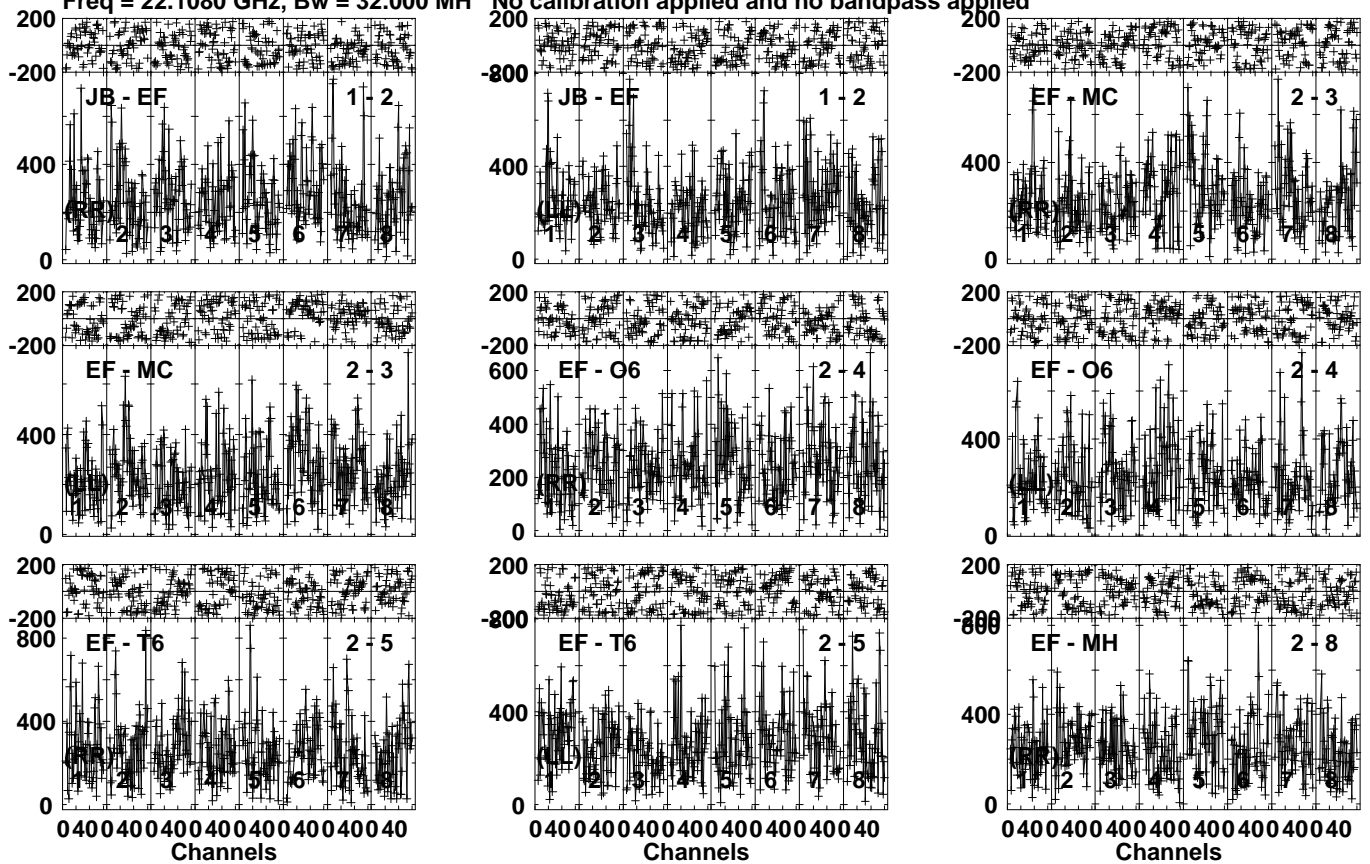 Freq = 22.1080 GHz, Bw = 32.000 MH No calibration applied and no bandpass applied
200 200 200
-200 -200
JB - EF 1 - 2 JB - EF 1 - 2 EF - MC 2 - 3
400 400 400
(RR) (LL) (RR)
1 2 3 4 5 6 7 8 1 2 3 4 5 6 7 8 1 2 3 4 5 6 7 8
0 0 0
200 200 200
-200 -200 -200
EF - MC 2 - 3 EF - O6 2 - 4 EF - O6 2 - 4
600
400 400 400
200
(LL) (RR) (LL)
1 2 3 4 5 6 7 8 1 2 3 4 5 6 7 8 1 2 3 4 5 6 7 8
0 0 0
200 200 200
-200
800
EF - T6 2 - 5 EF - T6 2 - 5 EF - MH 2 - 8
400 400 400
(RR) (LL) (RR)
1 2 3 4 5 6 7 8 1 2 3 4 5 6 7 8 1 2 3 4 5 6 7 8
0 0 0
0 40 0 40 0 40 0 40 0 40 0 40 0 40 0 40 0 40 0 40 0 40 0 40 0 40 0 40 0 40 0 40 0 40 0 40 0 40 0 40 0 40 0 40 0 40 0 40
Channels Channels Channels